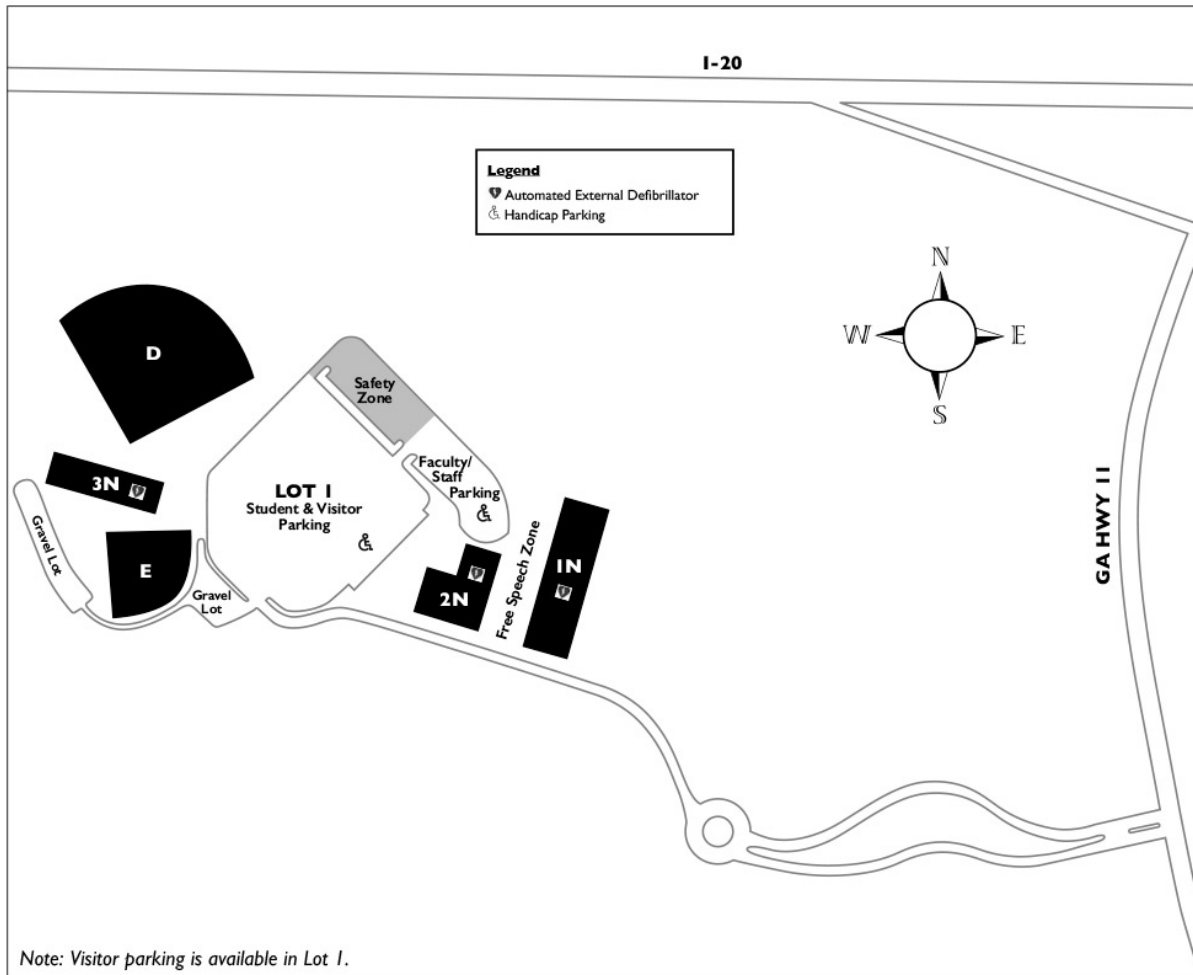 I-20
Legend
Automated External Defibrillator
Handicap Parking
N
W
E
S
D
Safety
Zone
Faculty/
Staff
Parking
3N
LOT 1
Student & Visitor
Parking
Gravel Lot
E
Gravel
Lot
2N
Free Speech Zone
1N
GA HWY 11
Note: Visitor parking is available in Lot 1.